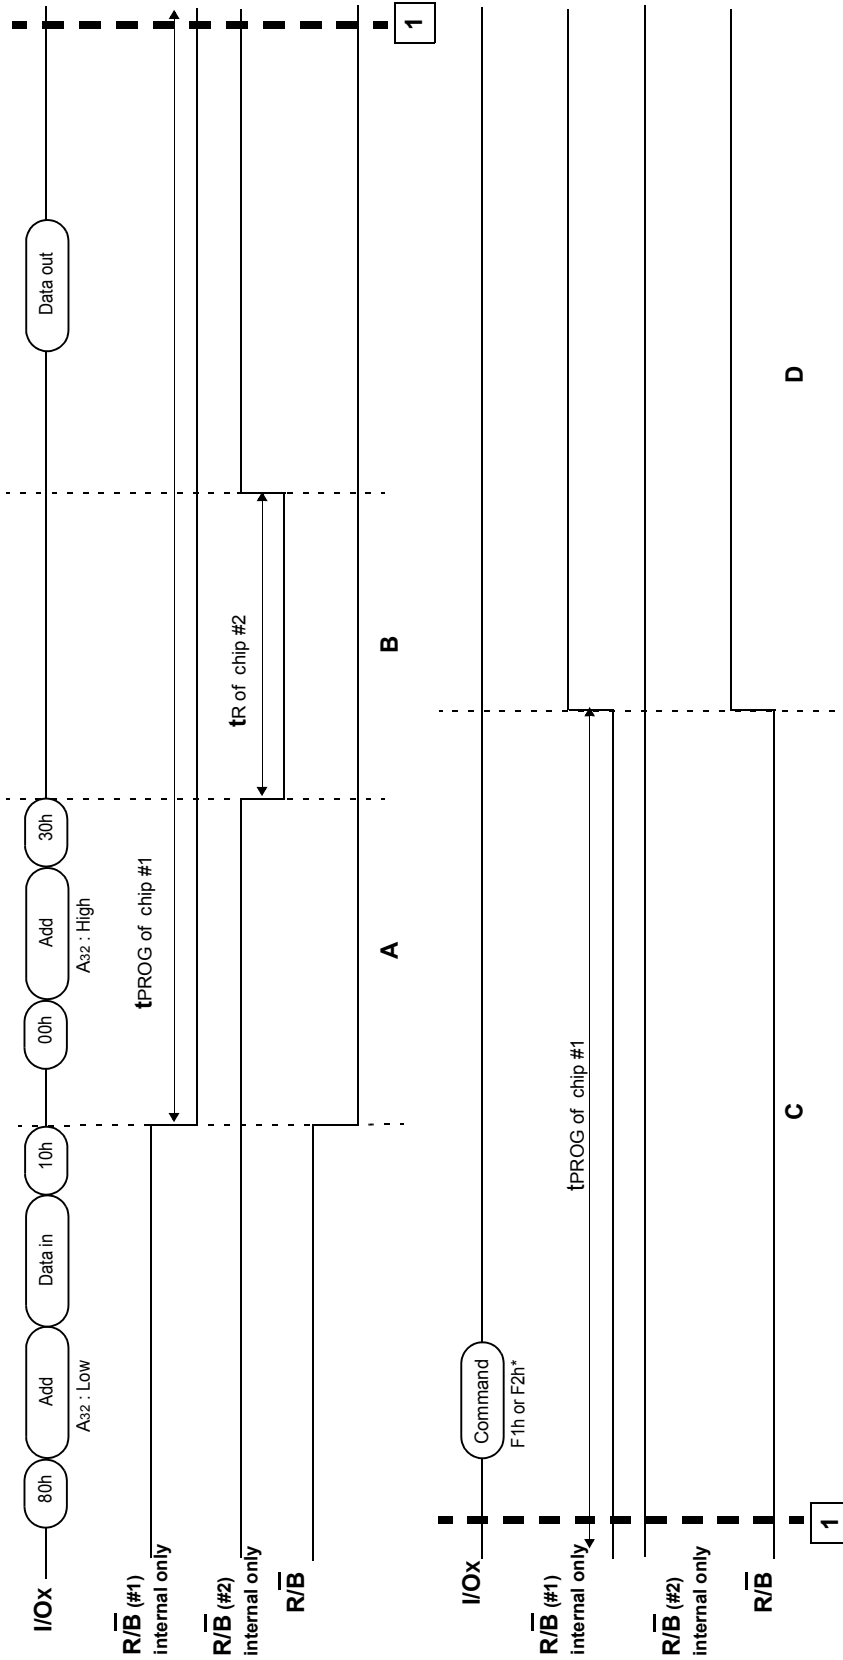 I/Ox
80h
Add
Data in
10h
00h
Add
30h
Data out
A32 : Low
A32 : High
R/B (#1)
internal only
tPROG of chip #1
R/B (#2)
internal only
tR of chip #2
R/B
A
B
1
I/Ox
Command
F1h or F2h*
R/B (#1)
internal only
tPROG of chip #1
R/B (#2)
internal only
R/B
C
D
1